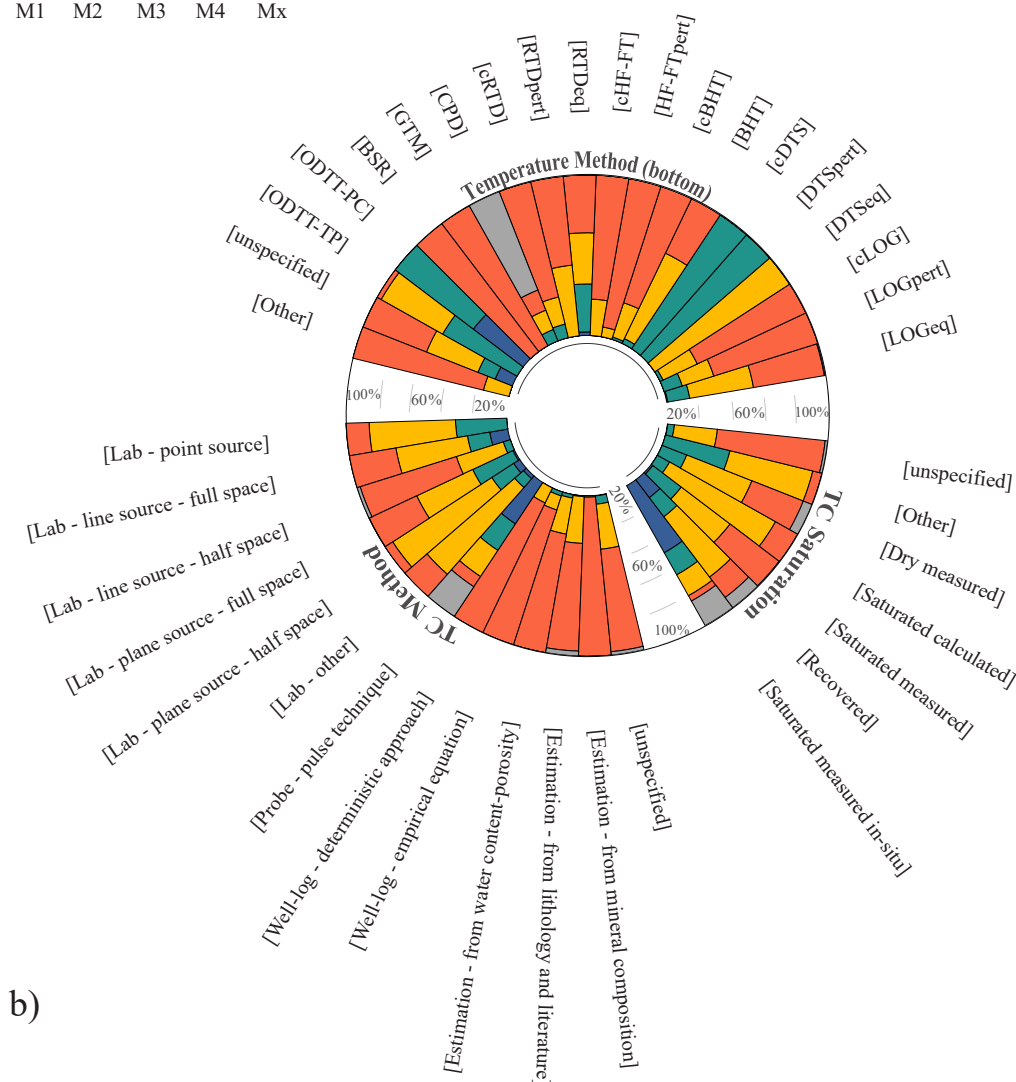 M1 M2 M3 M4 Mx
[Other]
[unspecified]
[ODTT-TP]
[ODTT-PC]
[BSR]
[GTM]
[CPD]
[cRTD]
[RTDpert]
[RTDeq]
[cHF-FT]
[HF-FTpert]
[cBHT]
[BHT]
[cDTS]
[DTSpert]
[DTSeq]
[cLOG]
[LOGpert]
[LOGeq]
Temperature Method (bottom)
100% 60% 20%
20% 60% 100%
20%
60%
100%
TC Saturation
[unspecified]
[Other]
[Dry measured]
[Saturated calculated]
[Saturated measured]
[Recovered]
[Saturated measured in-situ]
TC Method
[Lab - point source]
[Lab - line source - full space]
[Lab - line source - half space]
[Lab - plane source - full space]
[Lab - plane source - half space]
[Lab - other]
[Probe - pulse technique]
[Well-log - deterministic approach]
[Well-log - empirical equation]
[Estimation - from water content-porosity]
[Estimation - from lithology and literature]
[Estimation - from mineral composition]
[unspecified]
b)